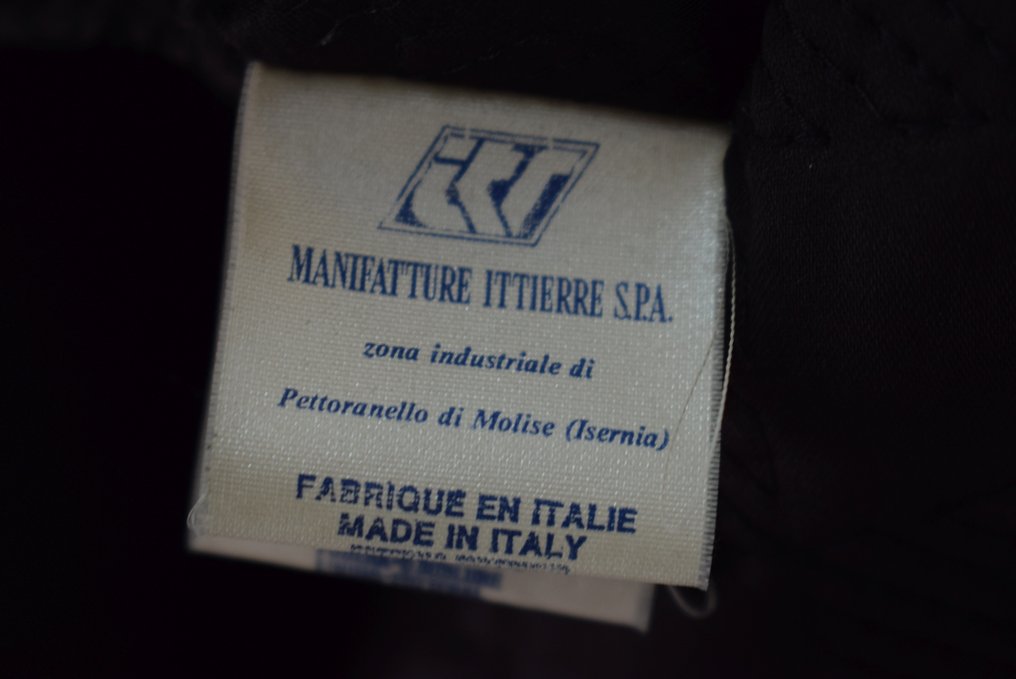 MANIFATTURE ITTIERRE S.P.A.
zona industriale di
Pettoranello di Molise (Isernia)
FABRIQUE EN ITALIE
MADE IN ITALY